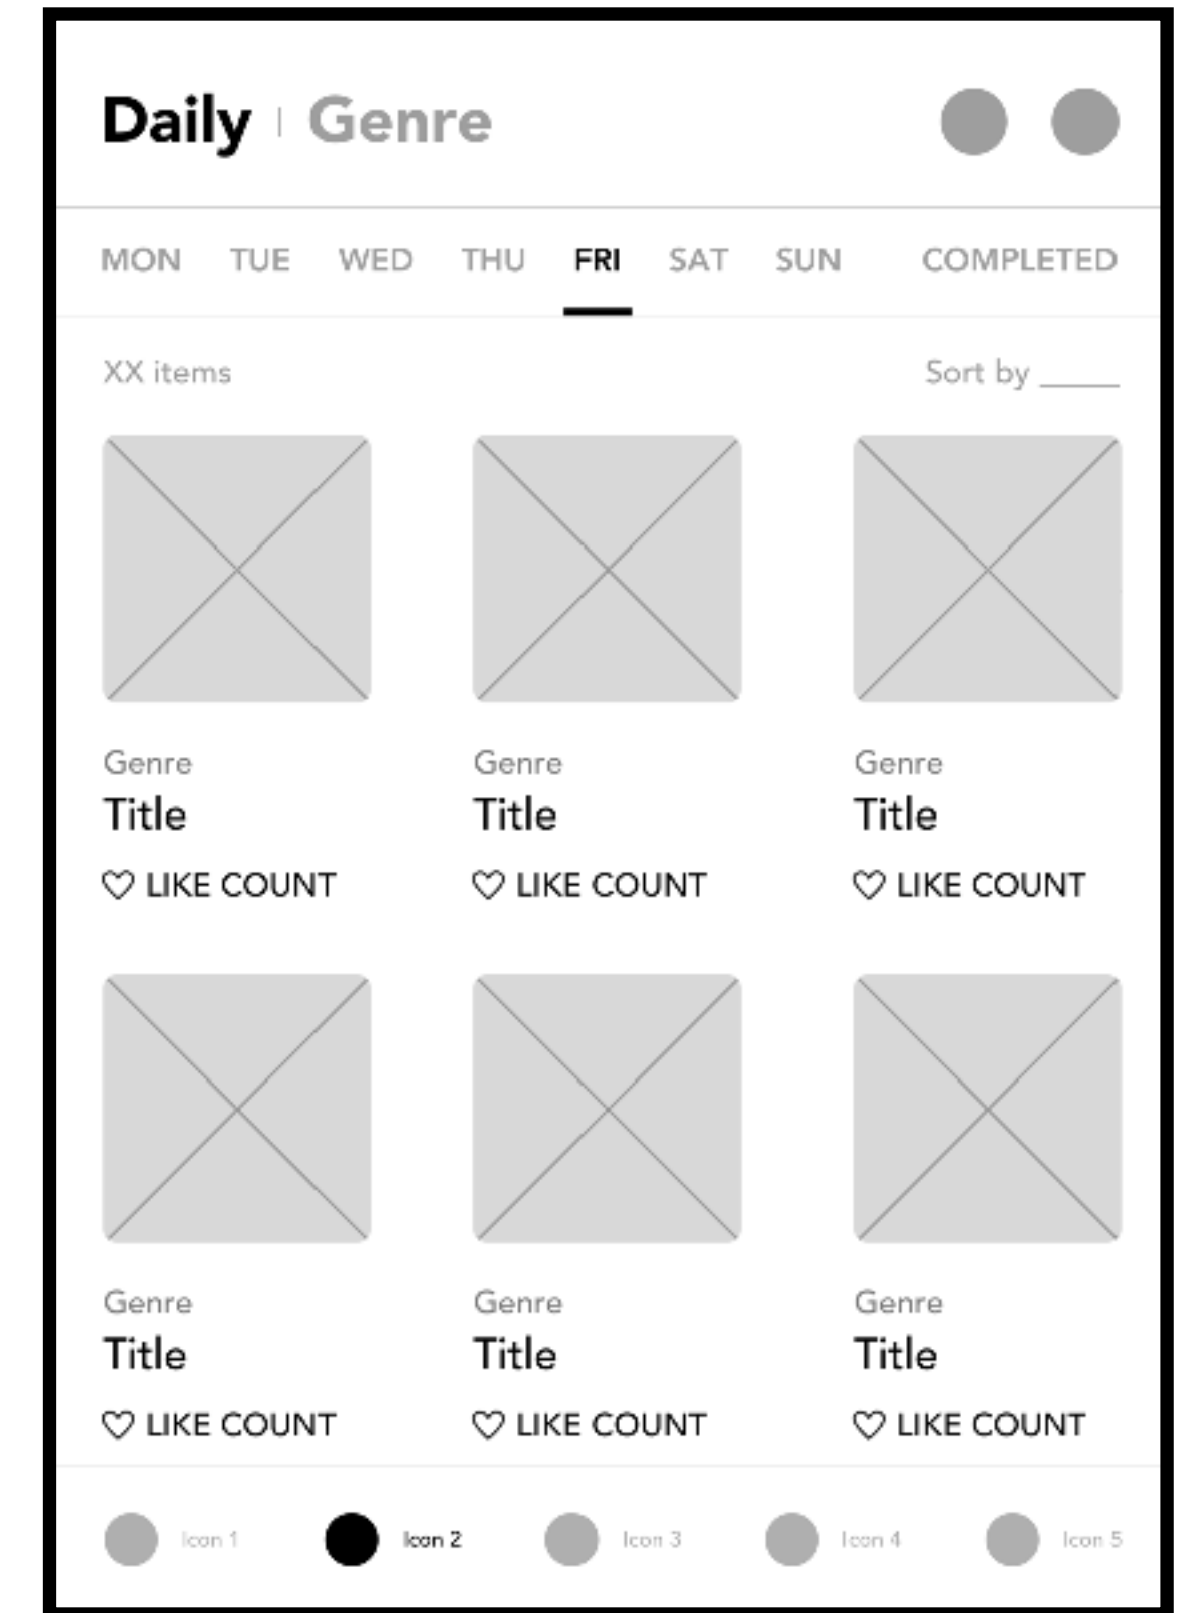 Daily | Genre
MON TUE WED THU FRI SAT SUN COMPLETED
XX items Sort by _____
Genre Genre Genre
Title Title Title
♡ LIKE COUNT ♡ LIKE COUNT ♡ LIKE COUNT
Genre Genre Genre
Title Title Title
♡ LIKE COUNT ♡ LIKE COUNT ♡ LIKE COUNT
Icon 1 Icon 2 Icon 3 Icon 4 Icon 5